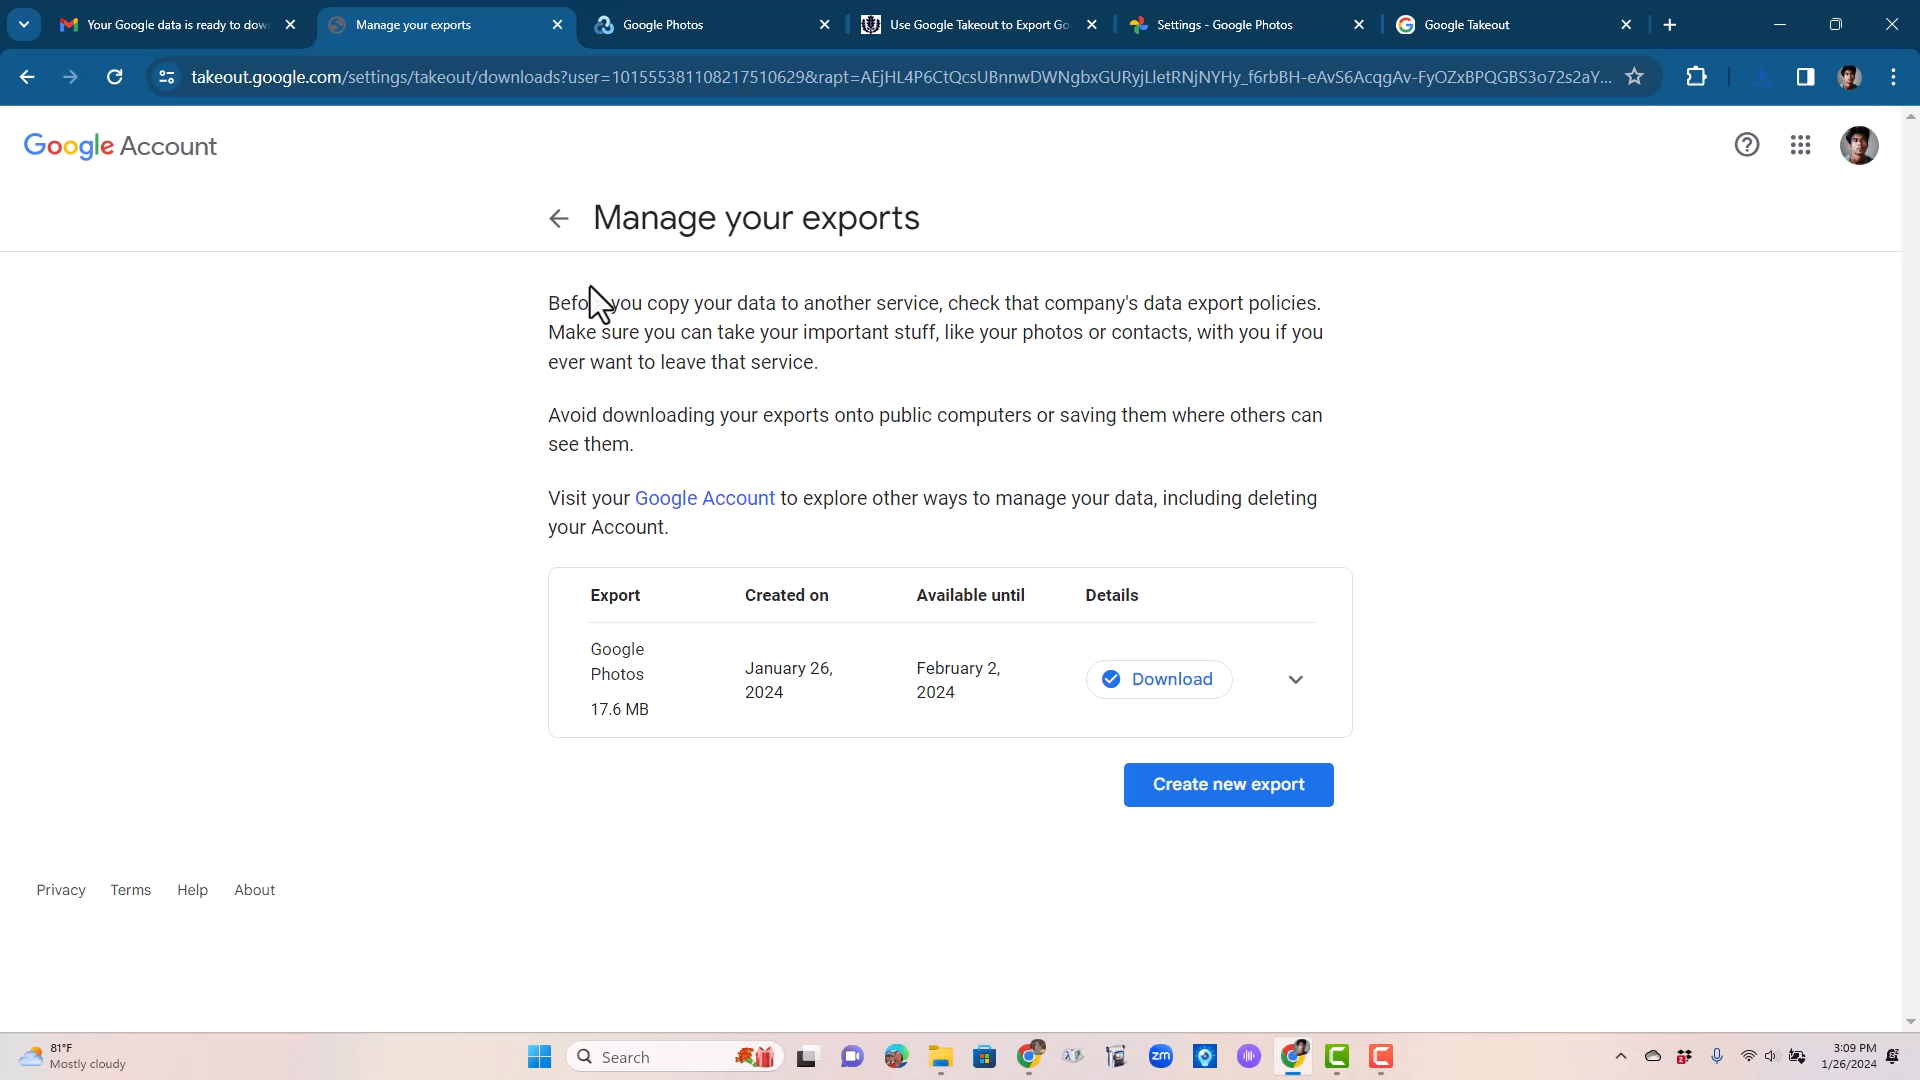 Your Google data is ready to dow
Manage your exports
Google Photos
Use Google Takeout to Export Go
Settings - Google Photos
Google Takeout
takeout.google.com/settings/takeout/downloads?user=101555381108217510629&rapt=AEjHL4P6CtQcsUBnnwDWNgbxGURyjLletRNjNYHy_f6rbBH-eAvS6AcqgAv-FyOZxBPQGBS3o72s2aY...
Google Account
Manage your exports
you copy your data to another service, check that company's data export policies.
Make sure you can take your important stuff, like your photos or contacts, with you if you
ever want to leave that service.
Avoid downloading your exports onto public computers or saving them where others can
see them.
Visit your Google Account to explore other ways to manage your data, including deleting
your Account.
Export Created on Available until Details
Google
Photos
17.6 MB
January 26,
2024
February 2,
2024
Download
Create new export
Privacy Terms Help About
81°F
Mostly cloudy
Search
zm
3:09 PM
1/26/2024